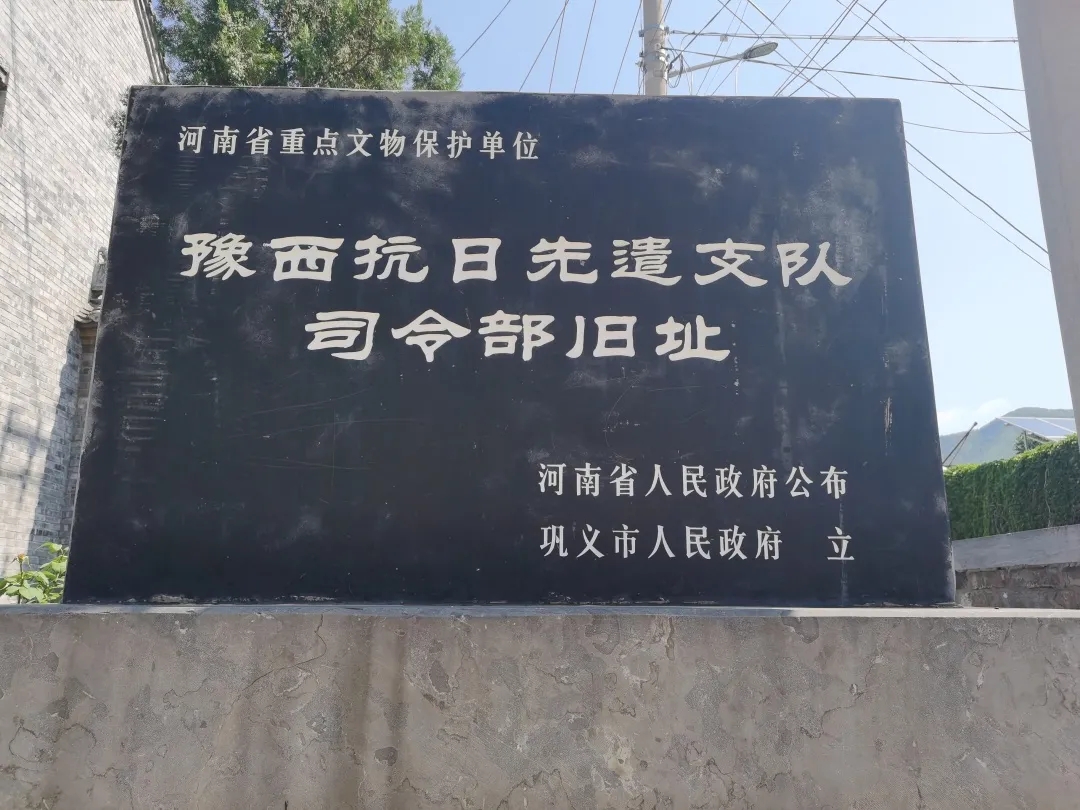 河南省重点文物保护单位
豫西抗日先遣支队
司令部旧址
河南省人民政府公布
巩义市人民政府 立